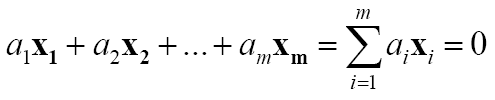 a₁x₁ + a₂x₂ + ... + aₘxₘ = ∑ᵢ₌₁ᵐ aᵢxᵢ = 0